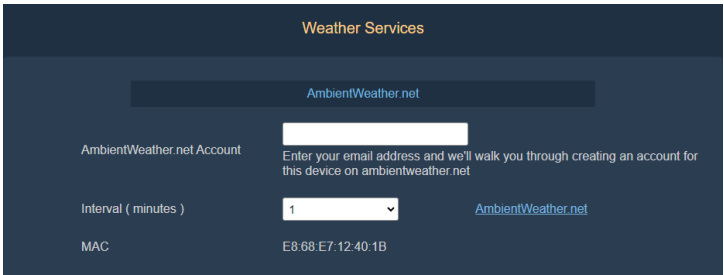 Weather Services
AmbientWeather.net
AmbientWeather.net Account
Enter your email address and we'll walk you through creating an account for
this device on ambientweather.net
Interval ( minutes )
1
AmbientWeather.net
MAC
E8:68:E7:12:40:1B